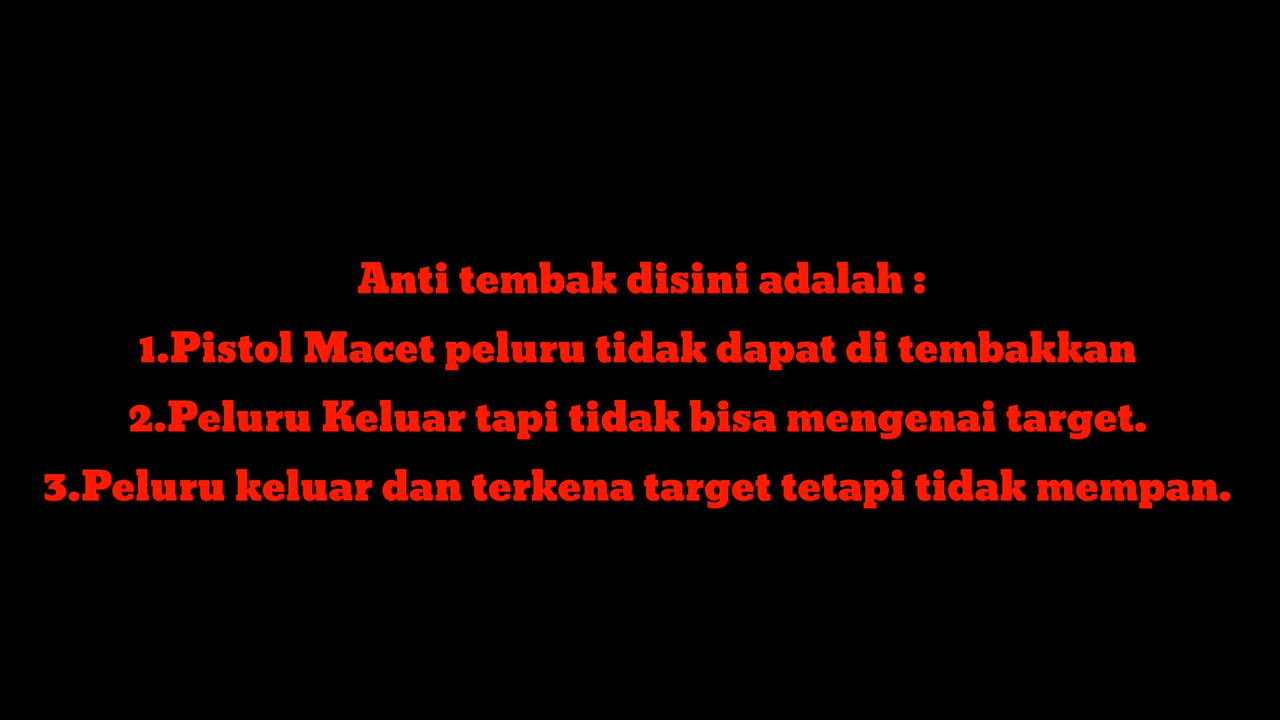 Anti tembak disini adalah :
1.Pistol Macet peluru tidak dapat di tembakkan
2.Peluru Keluar tapi tidak bisa mengenai target.
3.Peluru keluar dan terkena target tetapi tidak mempan.